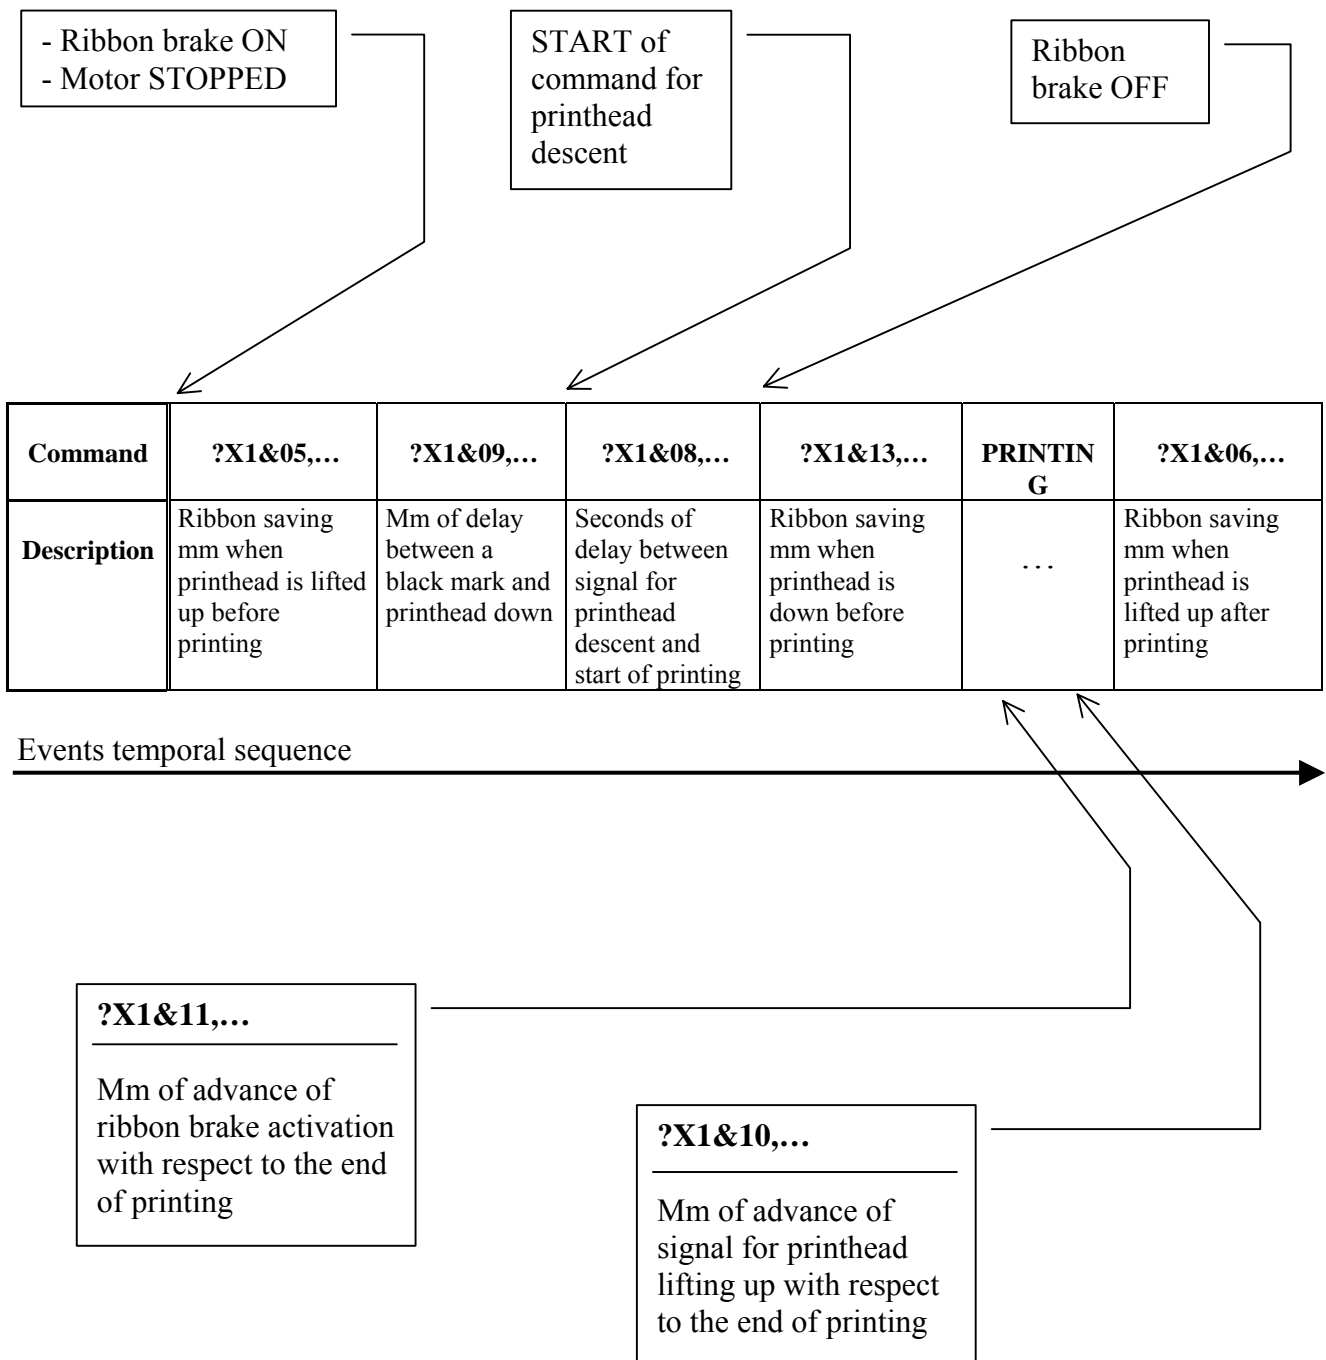 - Ribbon brake ON
- Motor STOPPED
START of
command for
printhead
descent
Ribbon
brake OFF
Command
?X1&05,…
?X1&09,…
?X1&08,…
?X1&13,…
PRINTIN
G
?X1&06,…
Description
Ribbon saving
mm when
printhead is lifted
up before
printing
Mm of delay
between a
black mark and
printhead down
Seconds of
delay between
signal for
printhead
descent and
start of printing
Ribbon saving
mm when
printhead is
down before
printing
…
Ribbon saving
mm when
printhead is
lifted up after
printing
Events temporal sequence
?X1&11,…
Mm of advance of
ribbon brake activation
with respect to the end
of printing
?X1&10,…
Mm of advance of
signal for printhead
lifting up with respect
to the end of printing